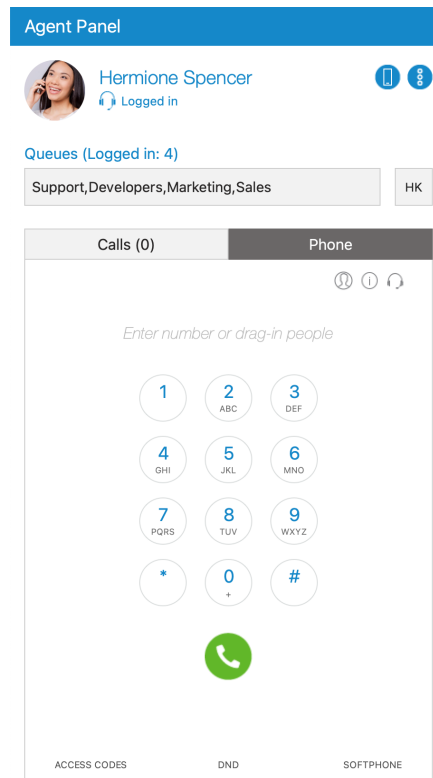 Agent Panel
Hermione Spencer
Logged in
Queues (Logged in: 4)
Support,Developers,Marketing,Sales
HK
Calls (0)
Phone
Enter number or drag-in people
1 2 3
ABC DEF
4 5 6
GHI JKL MNO
7 8 9
PQRS TUV WXYZ
* 0 #
+
ACCESS CODES DND SOFTPHONE